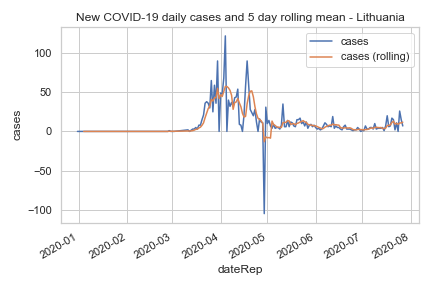 New COVID-19 daily cases and 5 day rolling mean - Lithuania
cases
cases (rolling)
100
50
0
−50
−100
cases
2020-01
2020-02
2020-03
2020-04
2020-05
2020-06
2020-07
2020-08
dateRep